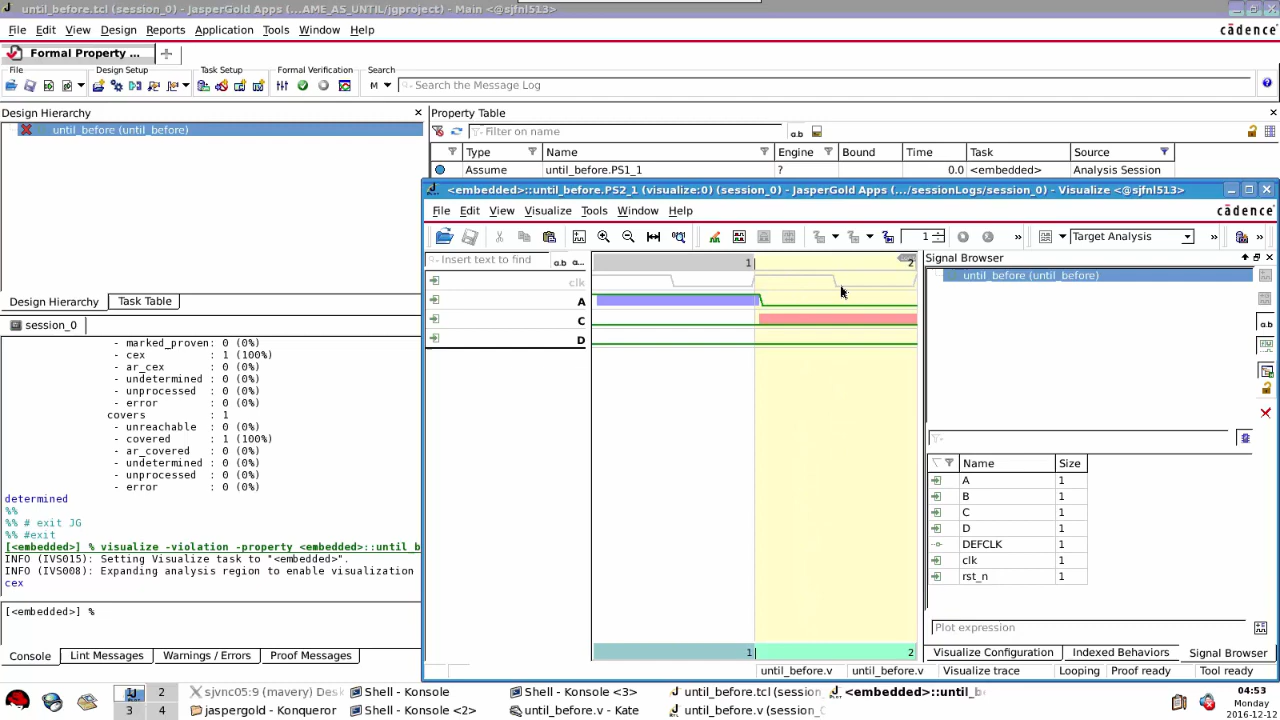 until_before.tcl (session_0) - JasperGold Apps (...AME_AS_UNTIL/jgproject) - Main <@sjfnl513>
File Edit View Design Reports Application Tools Window Help
cādence
Formal Property ...
File Design Setup Task Setup Formal Verification Search
M Search the Message Log
Design Hierarchy
until_before (until_before)
Property Table
Filter on name
a.b
Type Name Engine Bound Time Task Source
Assume until_before.PS1_1 ? 0.0 <embedded> Analysis Session
<embedded>::until_before.PS2_1 (visualize:0) (session_0) - JasperGold Apps (.../sessionLogs/session_0) - Visualize <@sjfnl513>
File Edit View Visualize Tools Window Help
cādence
1 Target Analysis
Insert text to find a.b a...
1 2
clk
A
C
D
1 2
Signal Browser
until_before (until_before)
a.b
Name Size
A 1
B 1
C 1
D 1
DEFCLK 1
clk 1
rst_n 1
Plot expression
Visualize Configuration Indexed Behaviors Signal Browser
until_before.v until_before.v Visualize trace Looping Proof ready Tool ready
Design Hierarchy Task Table
session_0
- marked_proven: 0 (0%)
- cex : 1 (100%)
- ar_cex : 0 (0%)
- undetermined : 0 (0%)
- unprocessed : 0 (0%)
- error : 0 (0%)
covers : 1
- unreachable : 0 (0%)
- covered : 1 (100%)
- ar_covered : 0 (0%)
- undetermined : 0 (0%)
- unprocessed : 0 (0%)
- error : 0 (0%)
determined
%%
%% # exit JG
%% #exit
[<embedded>] % visualize -violation -property <embedded>::until_b
INFO (IVS015): Setting Visualize task to "<embedded>".
INFO (IVS008): Expanding analysis region to enable visualization
cex
[<embedded>] %
Console Lint Messages Warnings / Errors Proof Messages
2
3 4
sjvnc05:9 (mavery) Desk
Shell - Konsole
Shell - Konsole <3>
until_before.tcl (session_
<embedded>::until_b
jaspergold - Konqueror
Shell - Konsole <2>
until_before.v - Kate
until_before.v (session_
04:53
Monday
2016-12-12